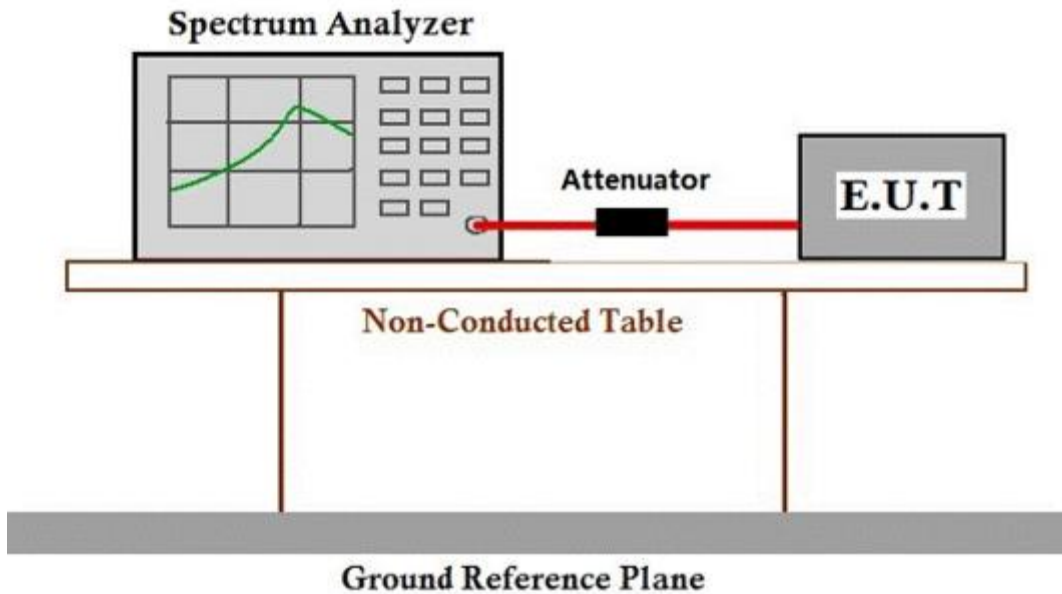 Spectrum Analyzer
Attenuator
E.U.T
Non-Conducted Table
Ground Reference Plane